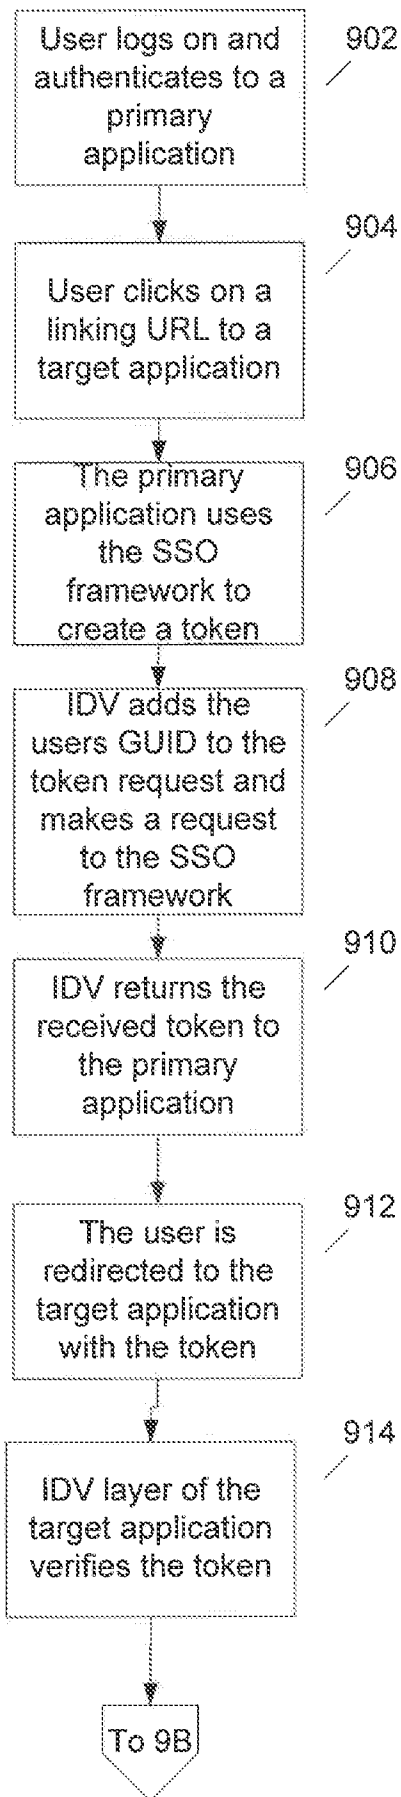 User logs on and
authenticates to a
primary
application
902
User clicks on a
linking URL to a
target application
904
The primary
application uses
the SSO
framework to
create a token
906
IDV adds the
users GUID to the
token request and
makes a request
to the SSO
framework
908
IDV returns the
received token to
the primary
application
910
The user is
redirected to the
target application
with the token
912
IDV layer of the
target application
verifies the token
914
To 9B